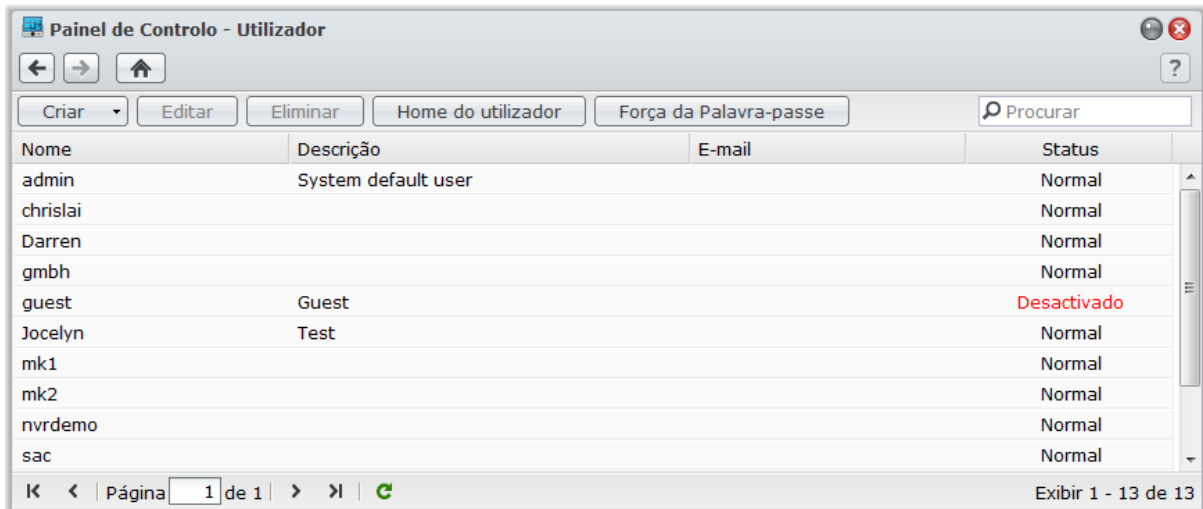 Painel de Controlo - Utilizador
Criar Editar Eliminar Home do utilizador Força da Palavra-passe Procurar
Nome Descrição E-mail Status
admin System default user Normal
chrislai Normal
Darren Normal
gmbh Normal
guest Guest Desactivado
Jocelyn Test Normal
mk1 Normal
mk2 Normal
nvrdemo Normal
sac Normal
Página 1 de 1 Exibir 1 - 13 de 13